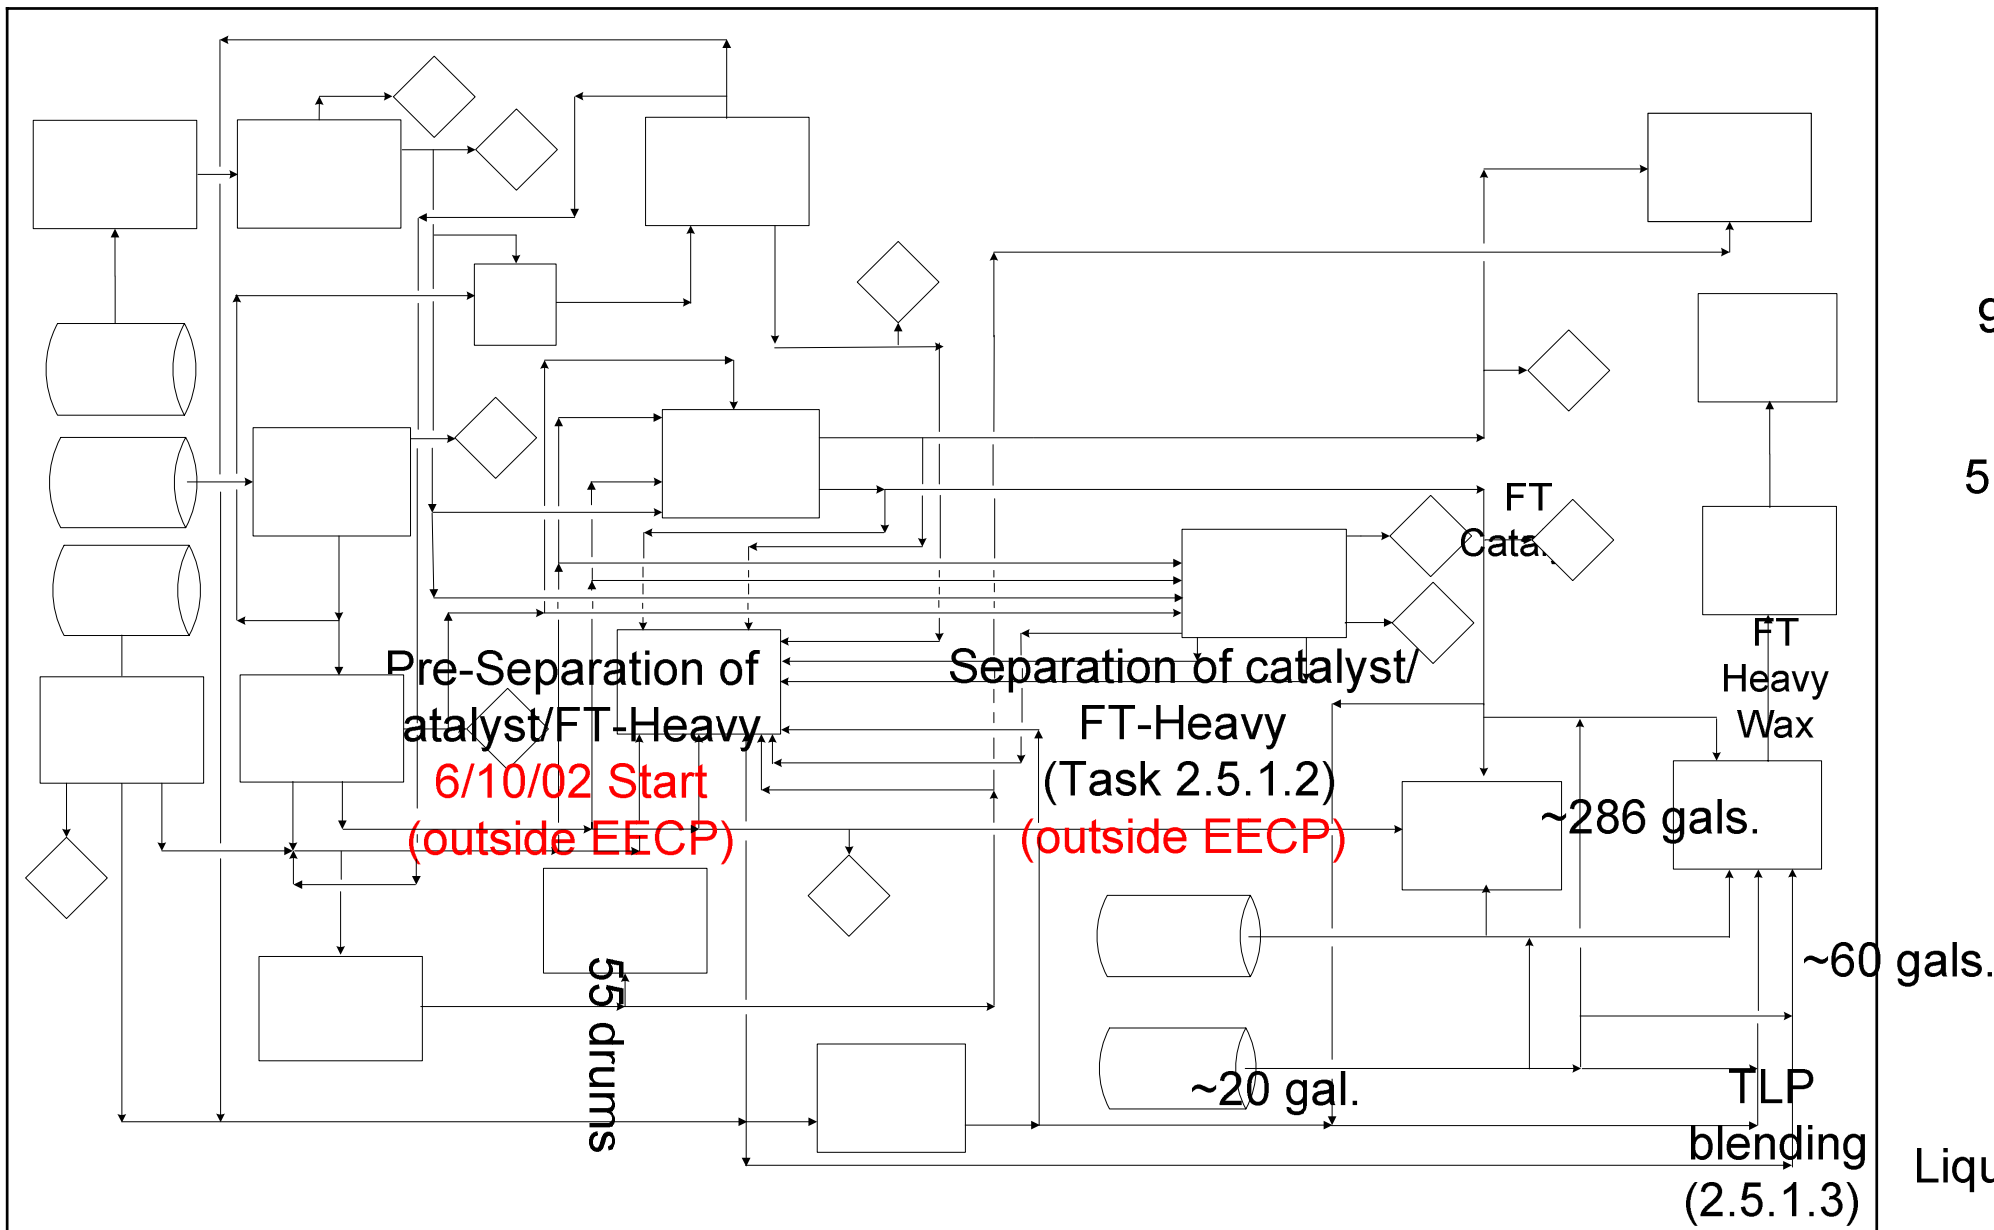 FT
Heavy
Wax
Pre-Separation of
atalyst/FT-Heavy
6/10/02 Start
(outside EECP)
Separation of catalyst/
FT-Heavy
(Task 2.5.1.2)
(outside EECP)
~286 gals.
~60 gals.
55 drums
~20 gal.
TLP
blending
(2.5.1.3)
FT
5